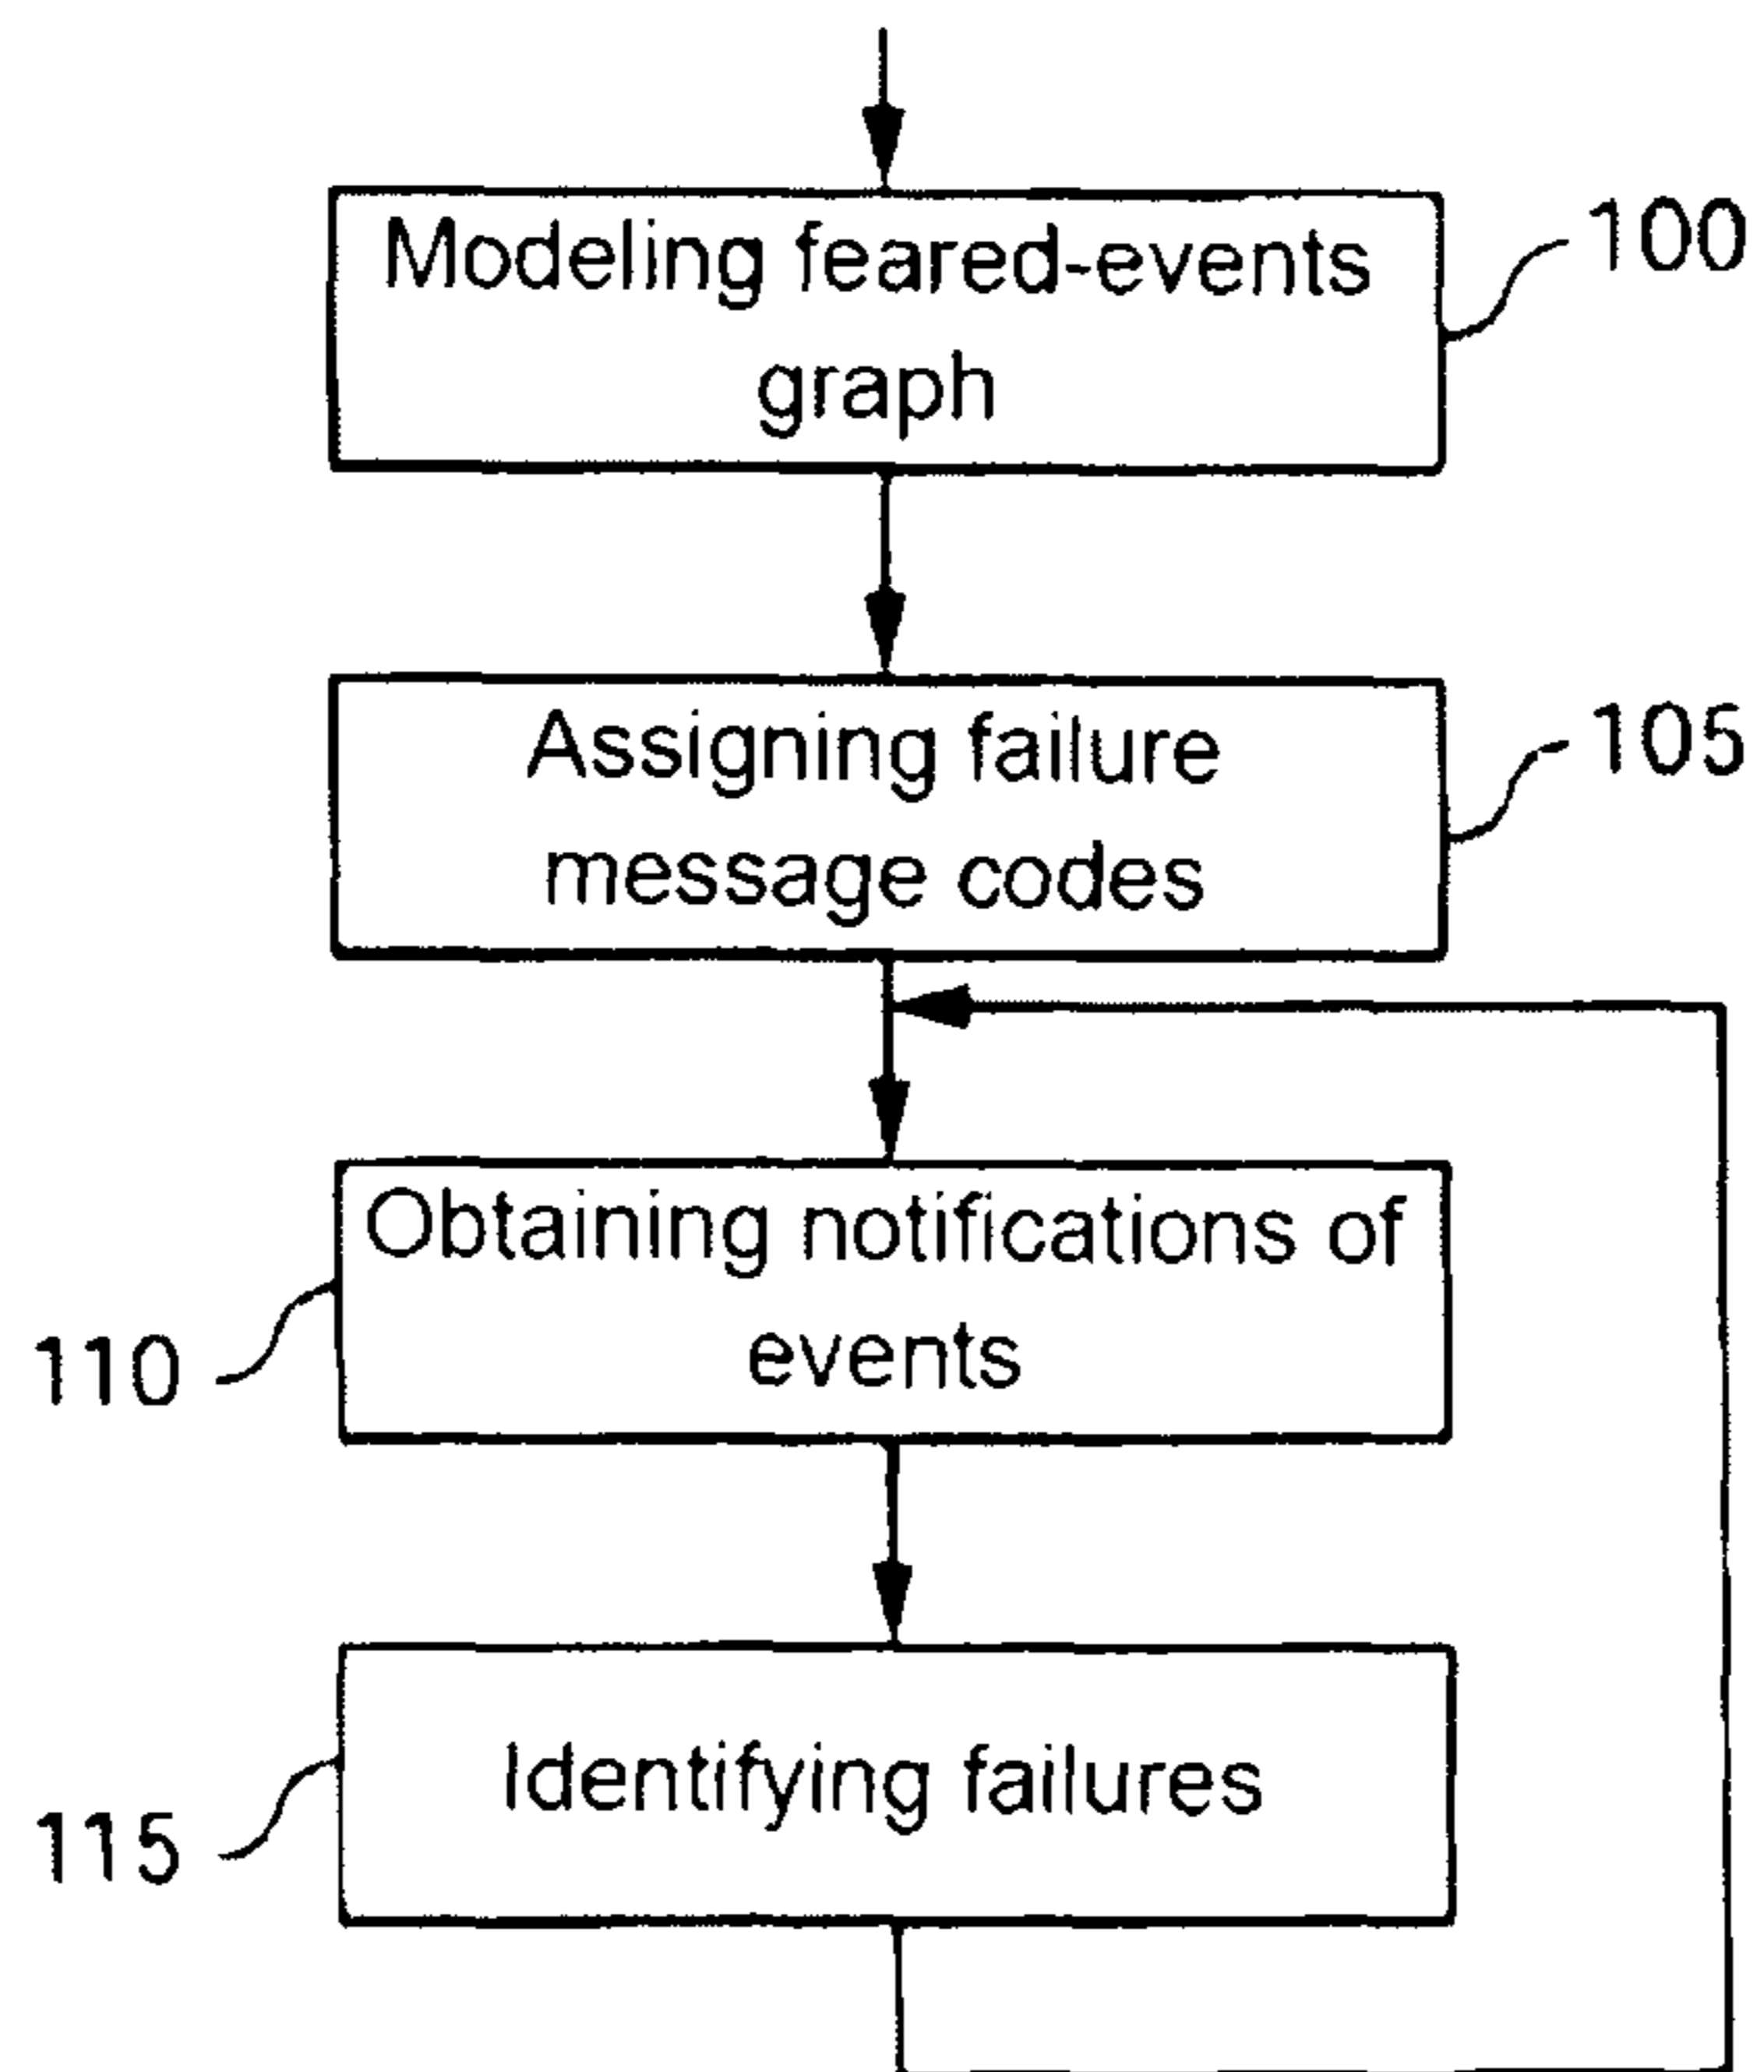 Modeling feared-events
graph
100
Assigning failure
message codes
105
Obtaining notifications of
events
110
Identifying failures
115